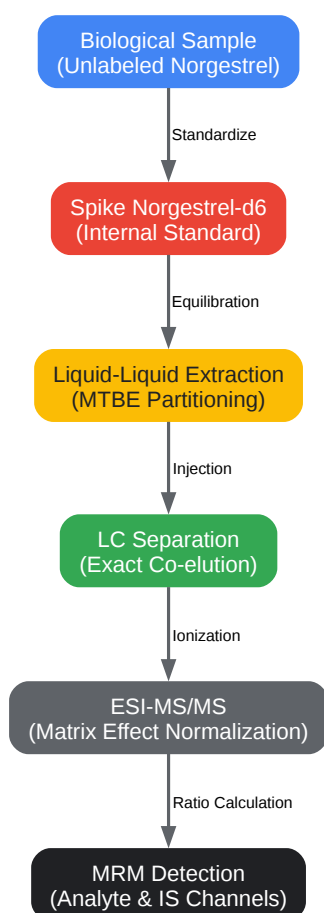 Biological Sample
(Unlabeled Norgestrel)
Standardize
Spike Norgestrel-d6
(Internal Standard)
Equilibration
Liquid-Liquid Extraction
(MTBE Partitioning)
Injection
LC Separation
(Exact Co-elution)
Ionization
ESI-MS/MS
(Matrix Effect Normalization)
Ratio Calculation
MRM Detection
(Analyte & IS Channels)